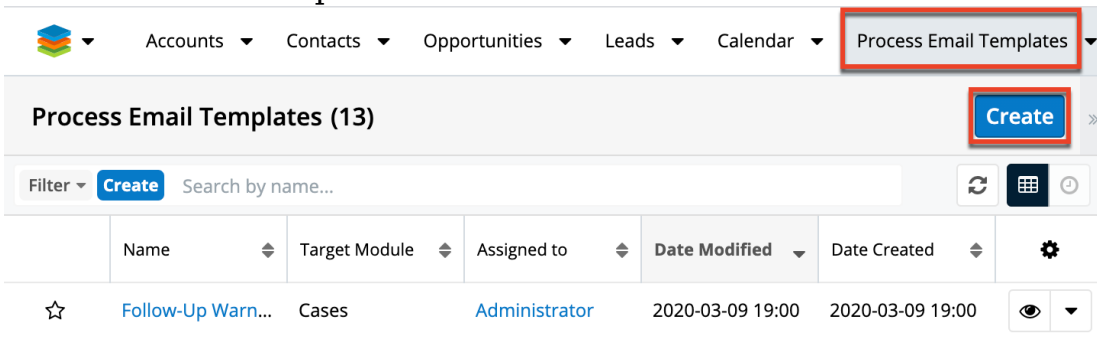 Accounts Contacts Opportunities Leads Calendar Process Email Templates
Process Email Templates (13) Create
Filter Create Search by name...
Name Target Module Assigned to Date Modified Date Created
Follow-Up Warn... Cases Administrator 2020-03-09 19:00 2020-03-09 19:00